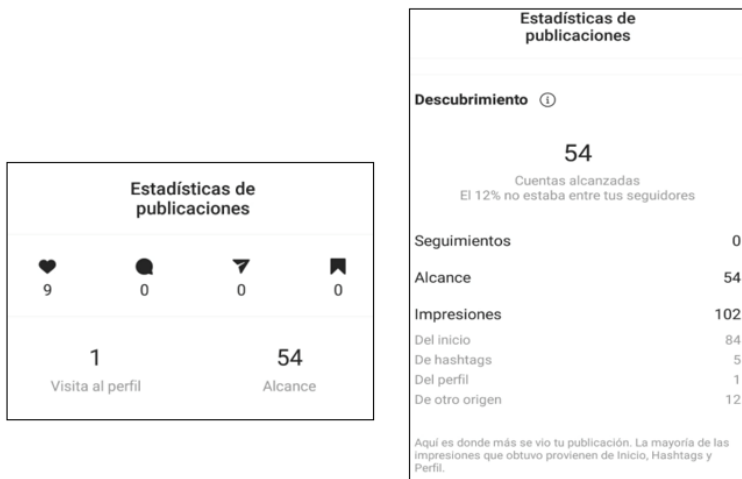 Estadísticas de
publicaciones
9 0 0 0
1 54
Visita al perfil Alcance
Estadísticas de
publicaciones
Descubrimiento
54
Cuentas alcanzadas
El 12% no estaba entre tus seguidores
Seguimientos 0
Alcance 54
Impresiones 102
Del inicio 84
De hashtags 5
Del perfil 1
De otro origen 12
Aquí es donde más se vio tu publicación. La mayoría de las
impresiones que obtuvo provienen de Inicio, Hashtags y
Perfil.